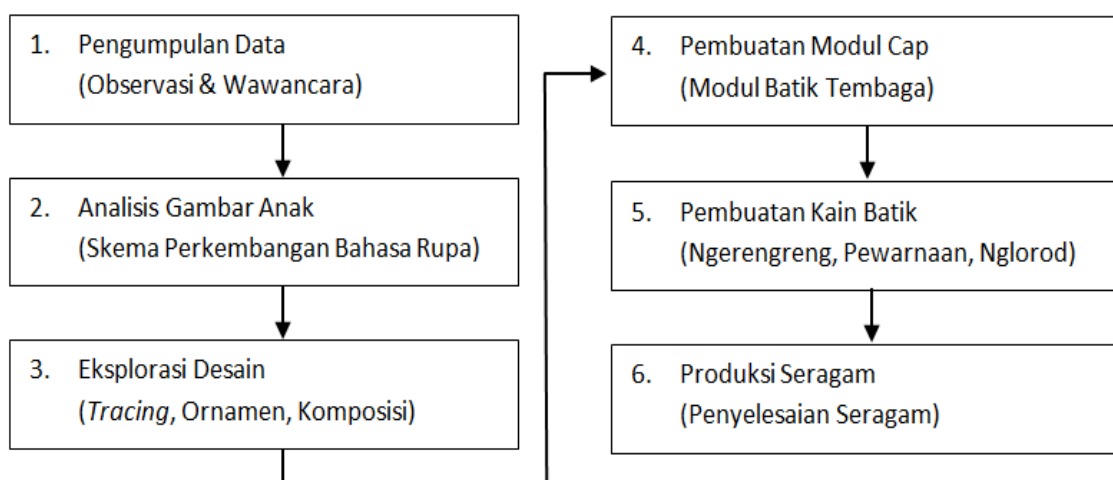 1. Pengumpulan Data
(Observasi & Wawancara)
2. Analisis Gambar Anak
(Skema Perkembangan Bahasa Rupa)
3. Eksplorasi Desain
(Tracing, Ornamen, Komposisi)
4. Pembuatan Modul Cap
(Modul Batik Tembaga)
5. Pembuatan Kain Batik
(Ngerengreng, Pewarnaan, Nglorod)
6. Produksi Seragam
(Penyelesaian Seragam)